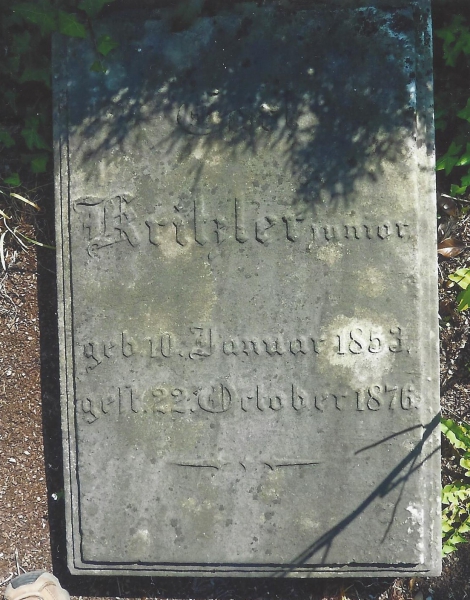 Kritzler junior.
geb. 10. Januar 1853.
gest. 22. October 1876.